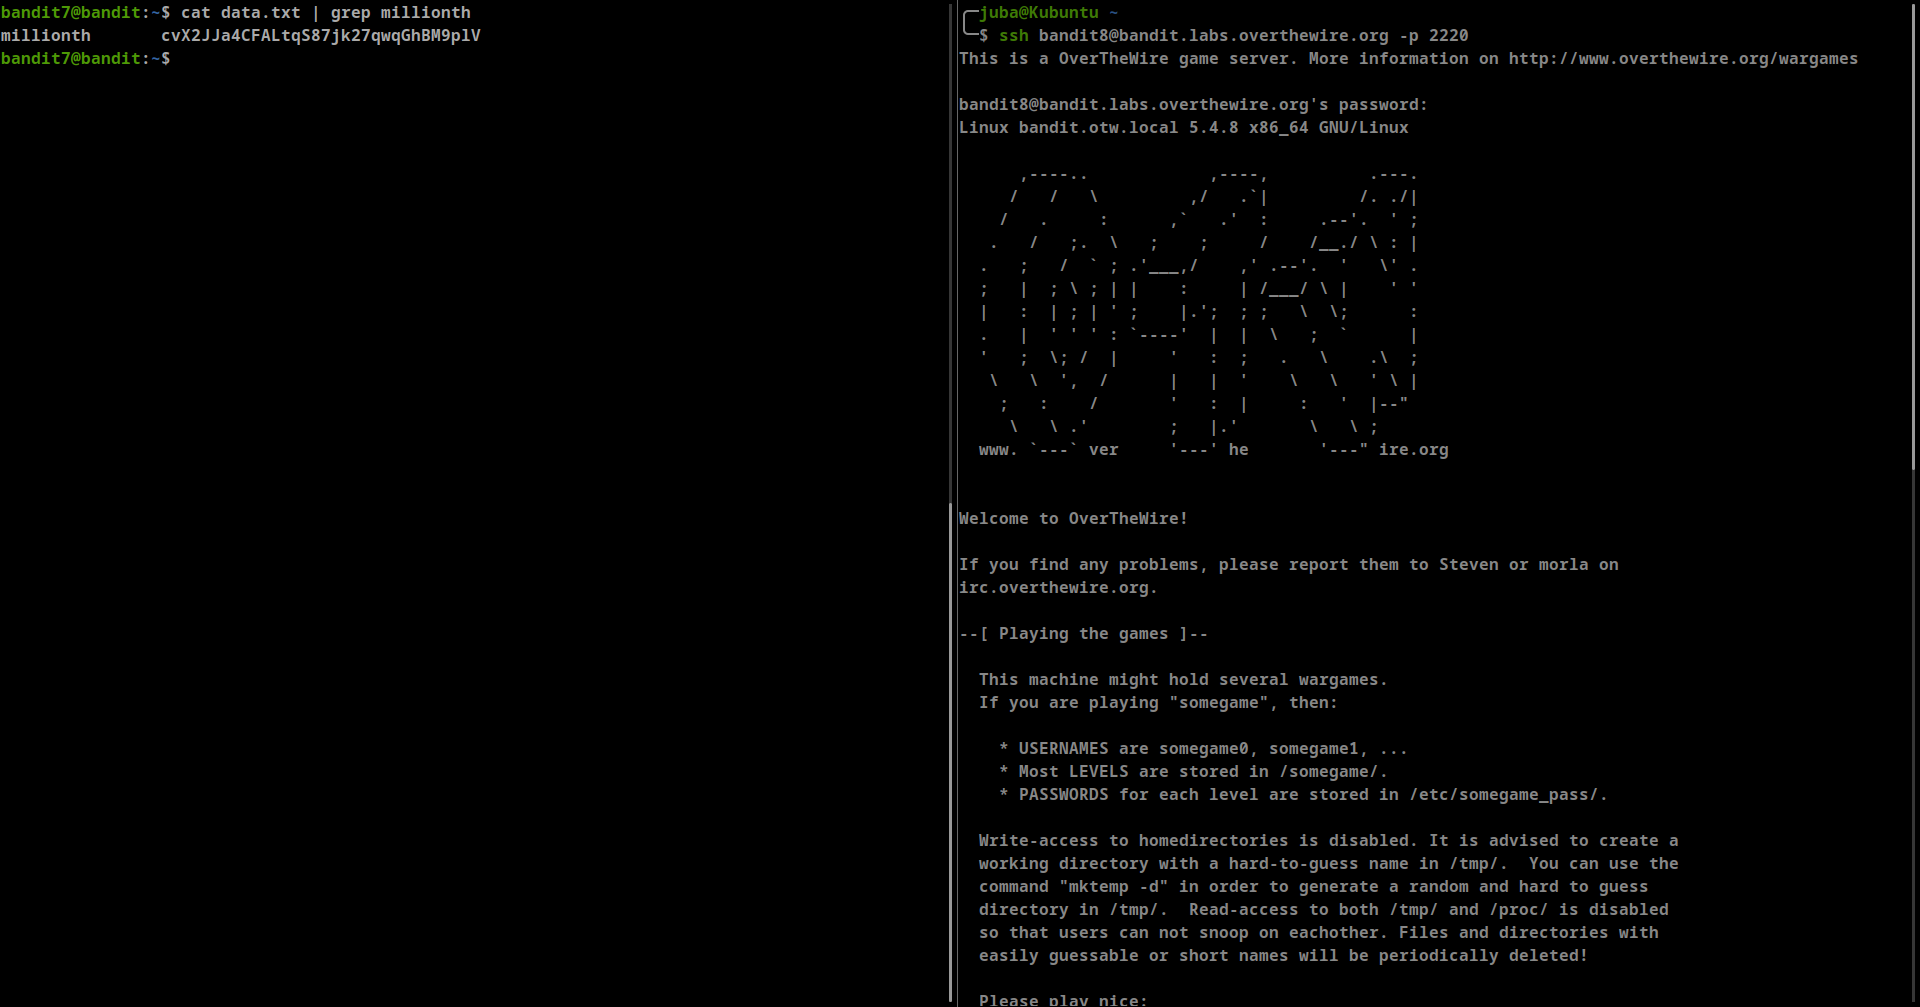 bandit7@bandit:~$ cat data.txt | grep millionth
millionth       cvX2JJa4CFALtqS87jk27qwqGhBM9plV
bandit7@bandit:~$
juba@Kubuntu ~
$ ssh bandit8@bandit.labs.overthewire.org -p 2220
This is a OverTheWire game server. More information on http://www.overthewire.org/wargames
bandit8@bandit.labs.overthewire.org's password:
Linux bandit.otw.local 5.4.8 x86_64 GNU/Linux
      ,----..            ,----,          .---.
     /   /   \         ,/   .`|         /. ./|
    /   .     :      ,`   .'  :     .--'.  ' ;
   .   /   ;.  \   ;    ;     /    /__./ \ : |
  .   ;   /  ` ; .'___,/    ,' .--'.  '   \' .
  ;   |  ; \ ; | |    :     | /___/ \ |    ' '
  |   :  | ; | ' ;    |.';  ; ;   \  \;      :
  .   |  ' ' ' : `----'  |  |  \   ;  `      |
  '   ;  \; /  |     '   :  ;   .   \    .\  ;
   \   \  ',  /      |   |  '    \   \   ' \ |
    ;   :    /       '   :  |     :   '  |--"
     \   \ .'        ;   |.'       \   \ ;
  www. `---` ver     '---' he       '---" ire.org
Welcome to OverTheWire!
If you find any problems, please report them to Steven or morla on
irc.overthewire.org.
--[ Playing the games ]--
  This machine might hold several wargames.
  If you are playing "somegame", then:
    * USERNAMES are somegame0, somegame1, ...
    * Most LEVELS are stored in /somegame/.
    * PASSWORDS for each level are stored in /etc/somegame_pass/.
  Write-access to homedirectories is disabled. It is advised to create a
  working directory with a hard-to-guess name in /tmp/.  You can use the
  command "mktemp -d" in order to generate a random and hard to guess
  directory in /tmp/.  Read-access to both /tmp/ and /proc/ is disabled
  so that users can not snoop on eachother. Files and directories with
  easily guessable or short names will be periodically deleted!
  Please play nice: